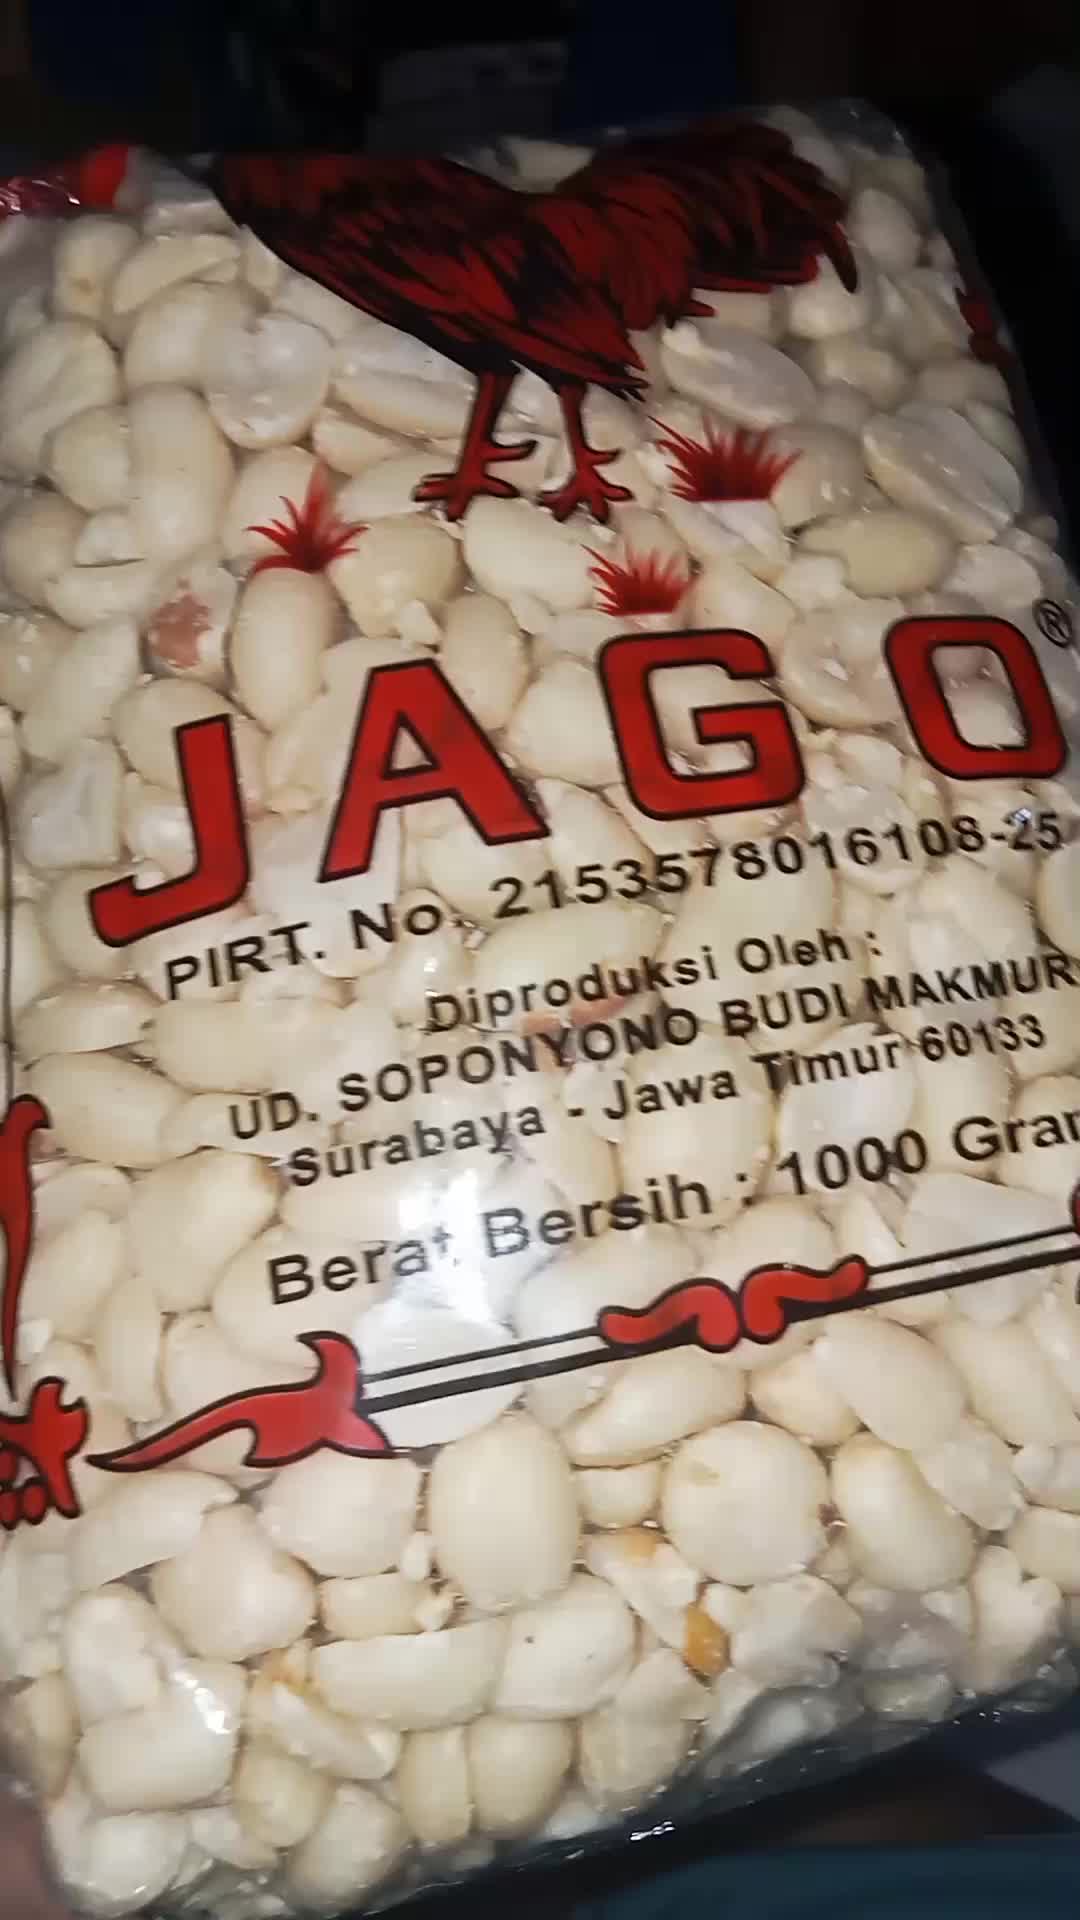 JAGO®
PIRT. No. 2153578016108-25
Diproduksi Oleh :
UD. SOPONYONO BUDI MAKMUR
Surabaya - Jawa Timur 60133
Berat Bersih : 1000 Gram